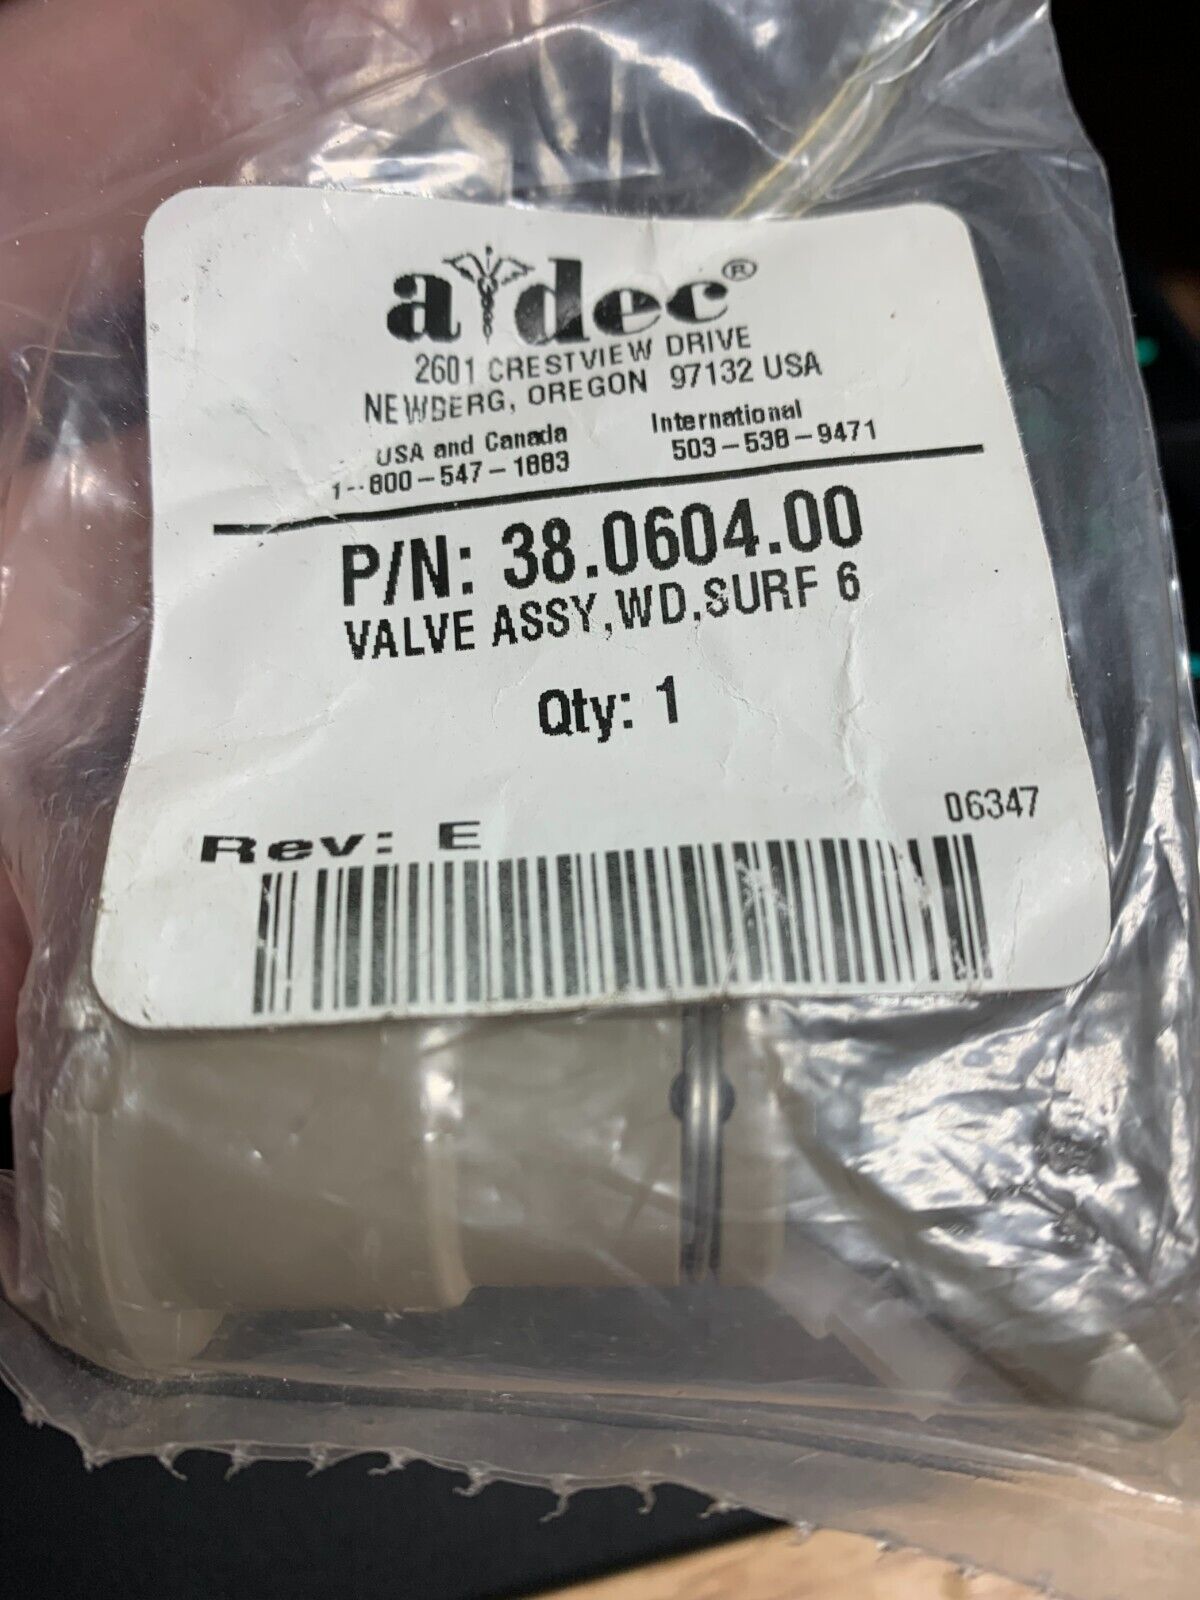 a dec®
2601 CRESTVIEW DRIVE
NEWBERG, OREGON 97132 USA
USA and Canada International
1-800-547-1883 503-538-9471
P/N: 38.0604.00
VALVE ASSY,WD,SURF 6
Qty: 1
06347
Rev: E